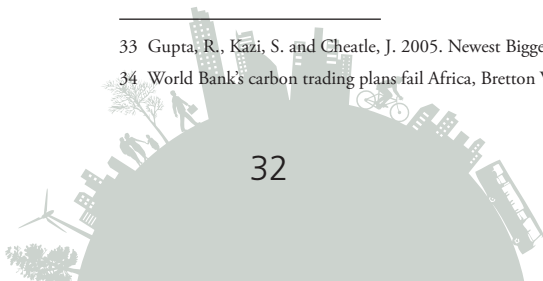 33 Gupta, R., Kazi, S. and Cheatle, J. 2005. Newest Bigge
34 World Bank's carbon trading plans fail Africa, Bretton
32